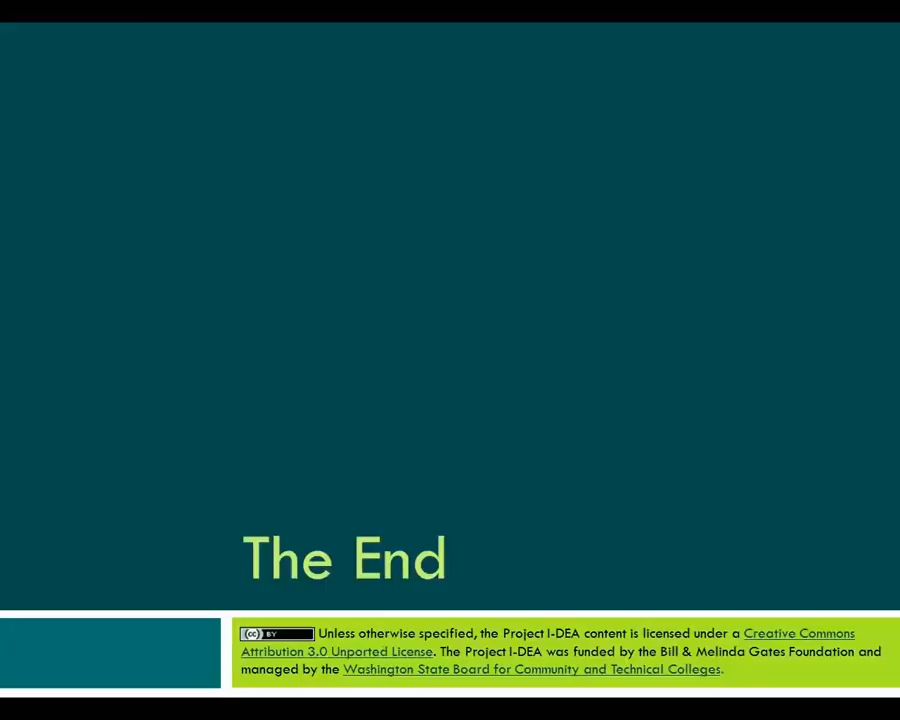 The End
(cc) BY Unless otherwise specified, the Project I-DEA content is licensed under a Creative Commons
Attribution 3.0 Unported License. The Project I-DEA was funded by the Bill & Melinda Gates Foundation and
managed by the Washington State Board for Community and Technical Colleges.